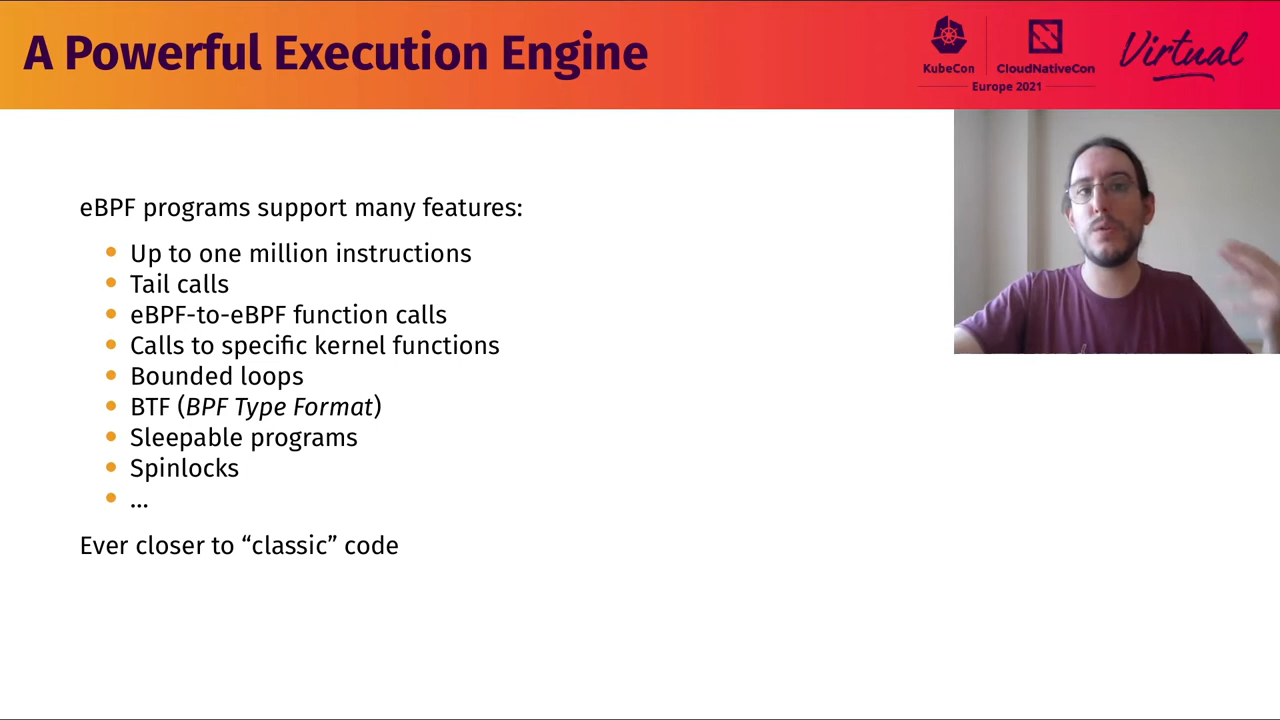 A Powerful Execution Engine
KubeCon
CloudNativeCon
Europe 2021
Virtual
eBPF programs support many features:
• Up to one million instructions
• Tail calls
• eBPF-to-eBPF function calls
• Calls to specific kernel functions
• Bounded loops
• BTF (BPF Type Format)
• Sleepable programs
• Spinlocks
• ...
Ever closer to “classic” code